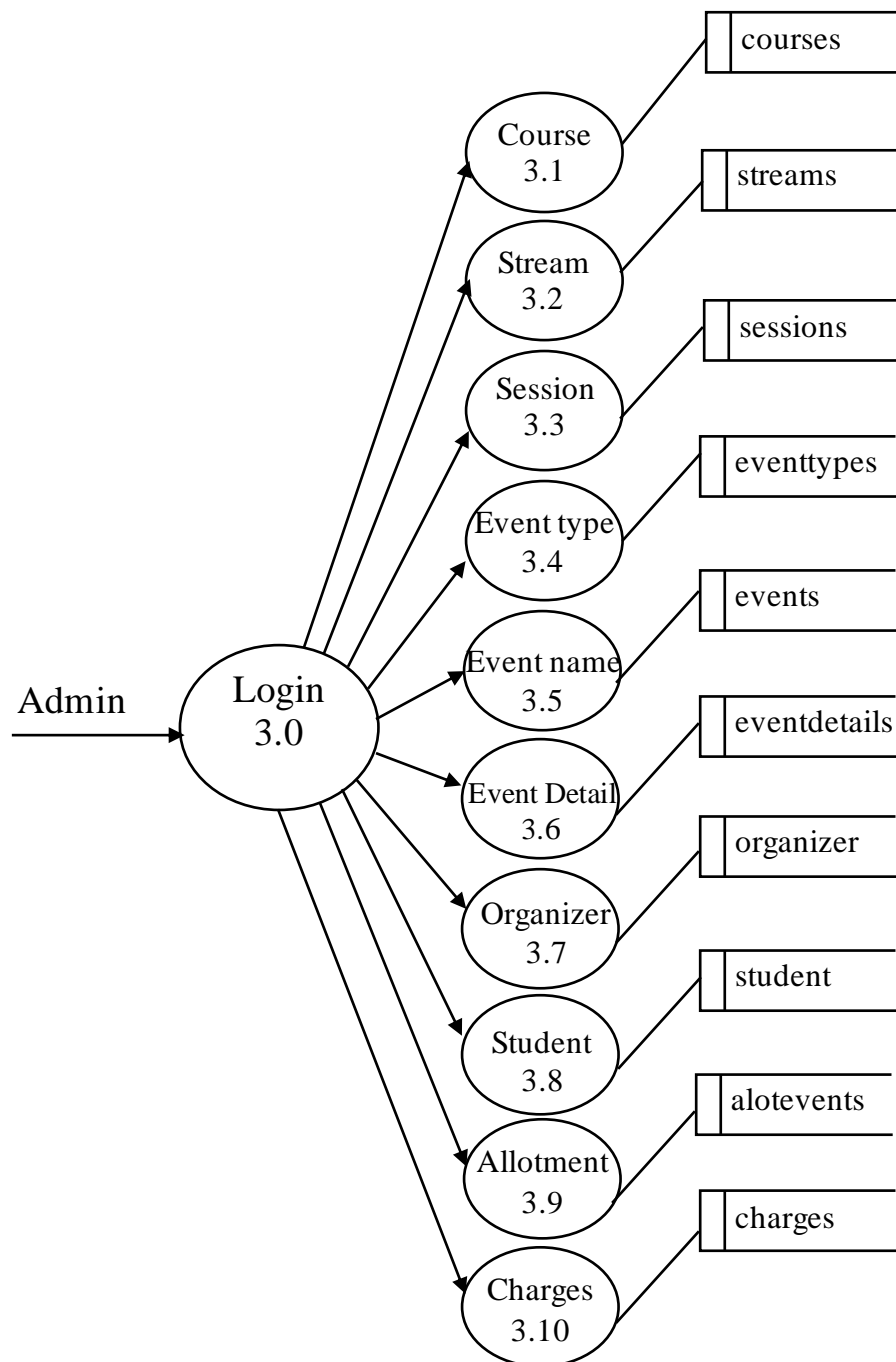 courses
Course
3.1
streams
Stream
3.2
sessions
Session
3.3
eventtypes
Event type
3.4
events
Event name
3.5
Admin
Login
3.0
eventdetails
Event Detail
3.6
organizer
Organizer
3.7
student
Student
3.8
alotevents
Allotment
3.9
charges
Charges
3.10